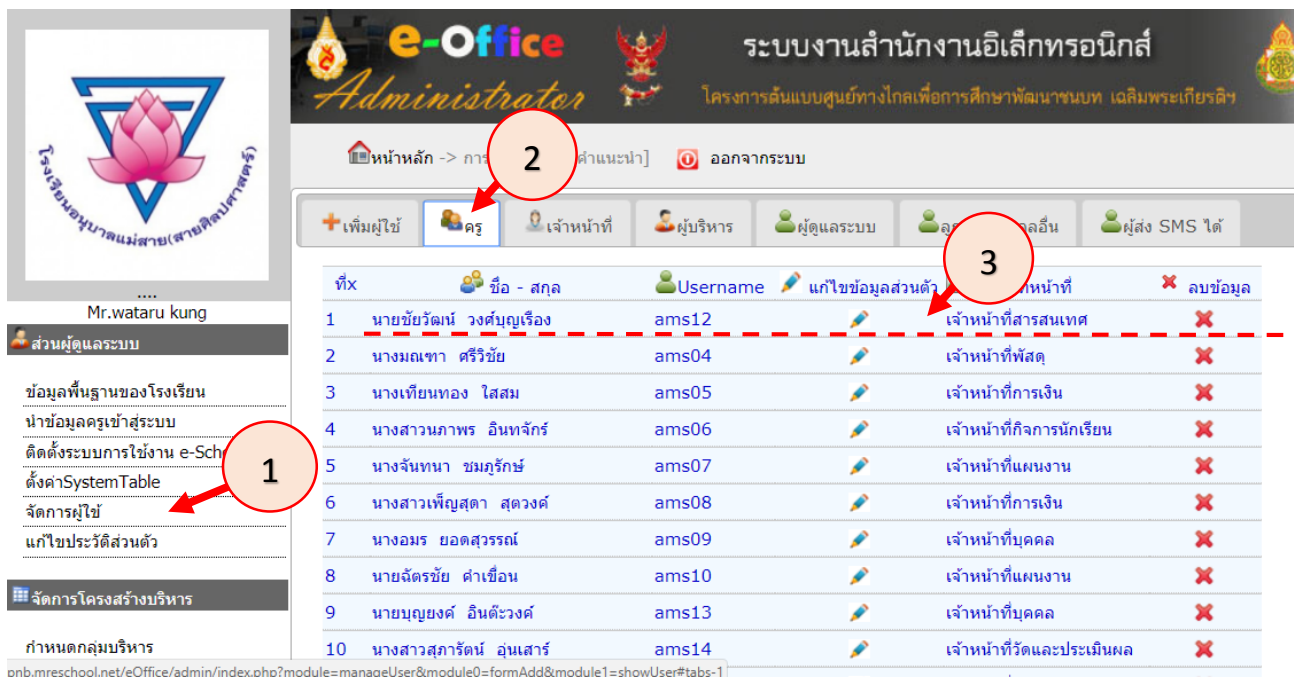 e-Office
Administrator
ระบบงานสำนักงานอิเล็กทรอนิกส์
โครงการต้นแบบศูนย์ทางไกลเพื่อการศึกษาพัฒนาชนบท เฉลิมพระเกียรติฯ
โรงเรียนอนุบาลแม่สาย(สายศิลปศาสตร์)
....
Mr.wataru kung
หน้าหลัก -> การ คำแนะนำ] ออกจากระบบ
2
เพิ่มผู้ใช้ ครู เจ้าหน้าที่ ผู้บริหาร ผู้ดูแลระบบ ผู้ส่ง SMS ได้
3
ที่x ชื่อ - สกุล Username แก้ไขข้อมูลส่วนตัว หน้าที่ ลบข้อมูล
1 นายชัยวัฒน์ วงศ์บุญเรือง ams12 เจ้าหน้าที่สารสนเทศ
2 นางมณฑา ศรีวิชัย ams04 เจ้าหน้าที่พัสดุ
3 นางเทียนทอง ใสสม ams05 เจ้าหน้าที่การเงิน
4 นางสาวนภาพร อินทจักร์ ams06 เจ้าหน้าที่กิจการนักเรียน
5 นางจันทนา ชมภูรักษ์ ams07 เจ้าหน้าที่แผนงาน
6 นางสาวเพ็ญสุดา สุตวงค์ ams08 เจ้าหน้าที่การเงิน
7 นางอมร ยอดสุวรรณ์ ams09 เจ้าหน้าที่บุคคล
8 นายฉัตรชัย คำเขื่อน ams10 เจ้าหน้าที่แผนงาน
9 นายบุญยงค์ อินต๊ะวงค์ ams13 เจ้าหน้าที่บุคคล
10 นางสาวสุภารัตน์ อุ่นเสาร์ ams14 เจ้าหน้าที่วัดและประเมินผล
ส่วนผู้ดูแลระบบ
ข้อมูลพื้นฐานของโรงเรียน
นำข้อมูลครูเข้าสู่ระบบ
ติดตั้งระบบการใช้งาน e-Sch
ตั้งค่าSystemTable
จัดการผู้ใช้
แก้ไขประวัติส่วนตัว
1
จัดการโครงสร้างบริหาร
กำหนดกลุ่มบริหาร
pnb.mreschool.net/eOffice/admin/index.php?module=manageUser&module0=formAdd&module1=showUser#tabs-1